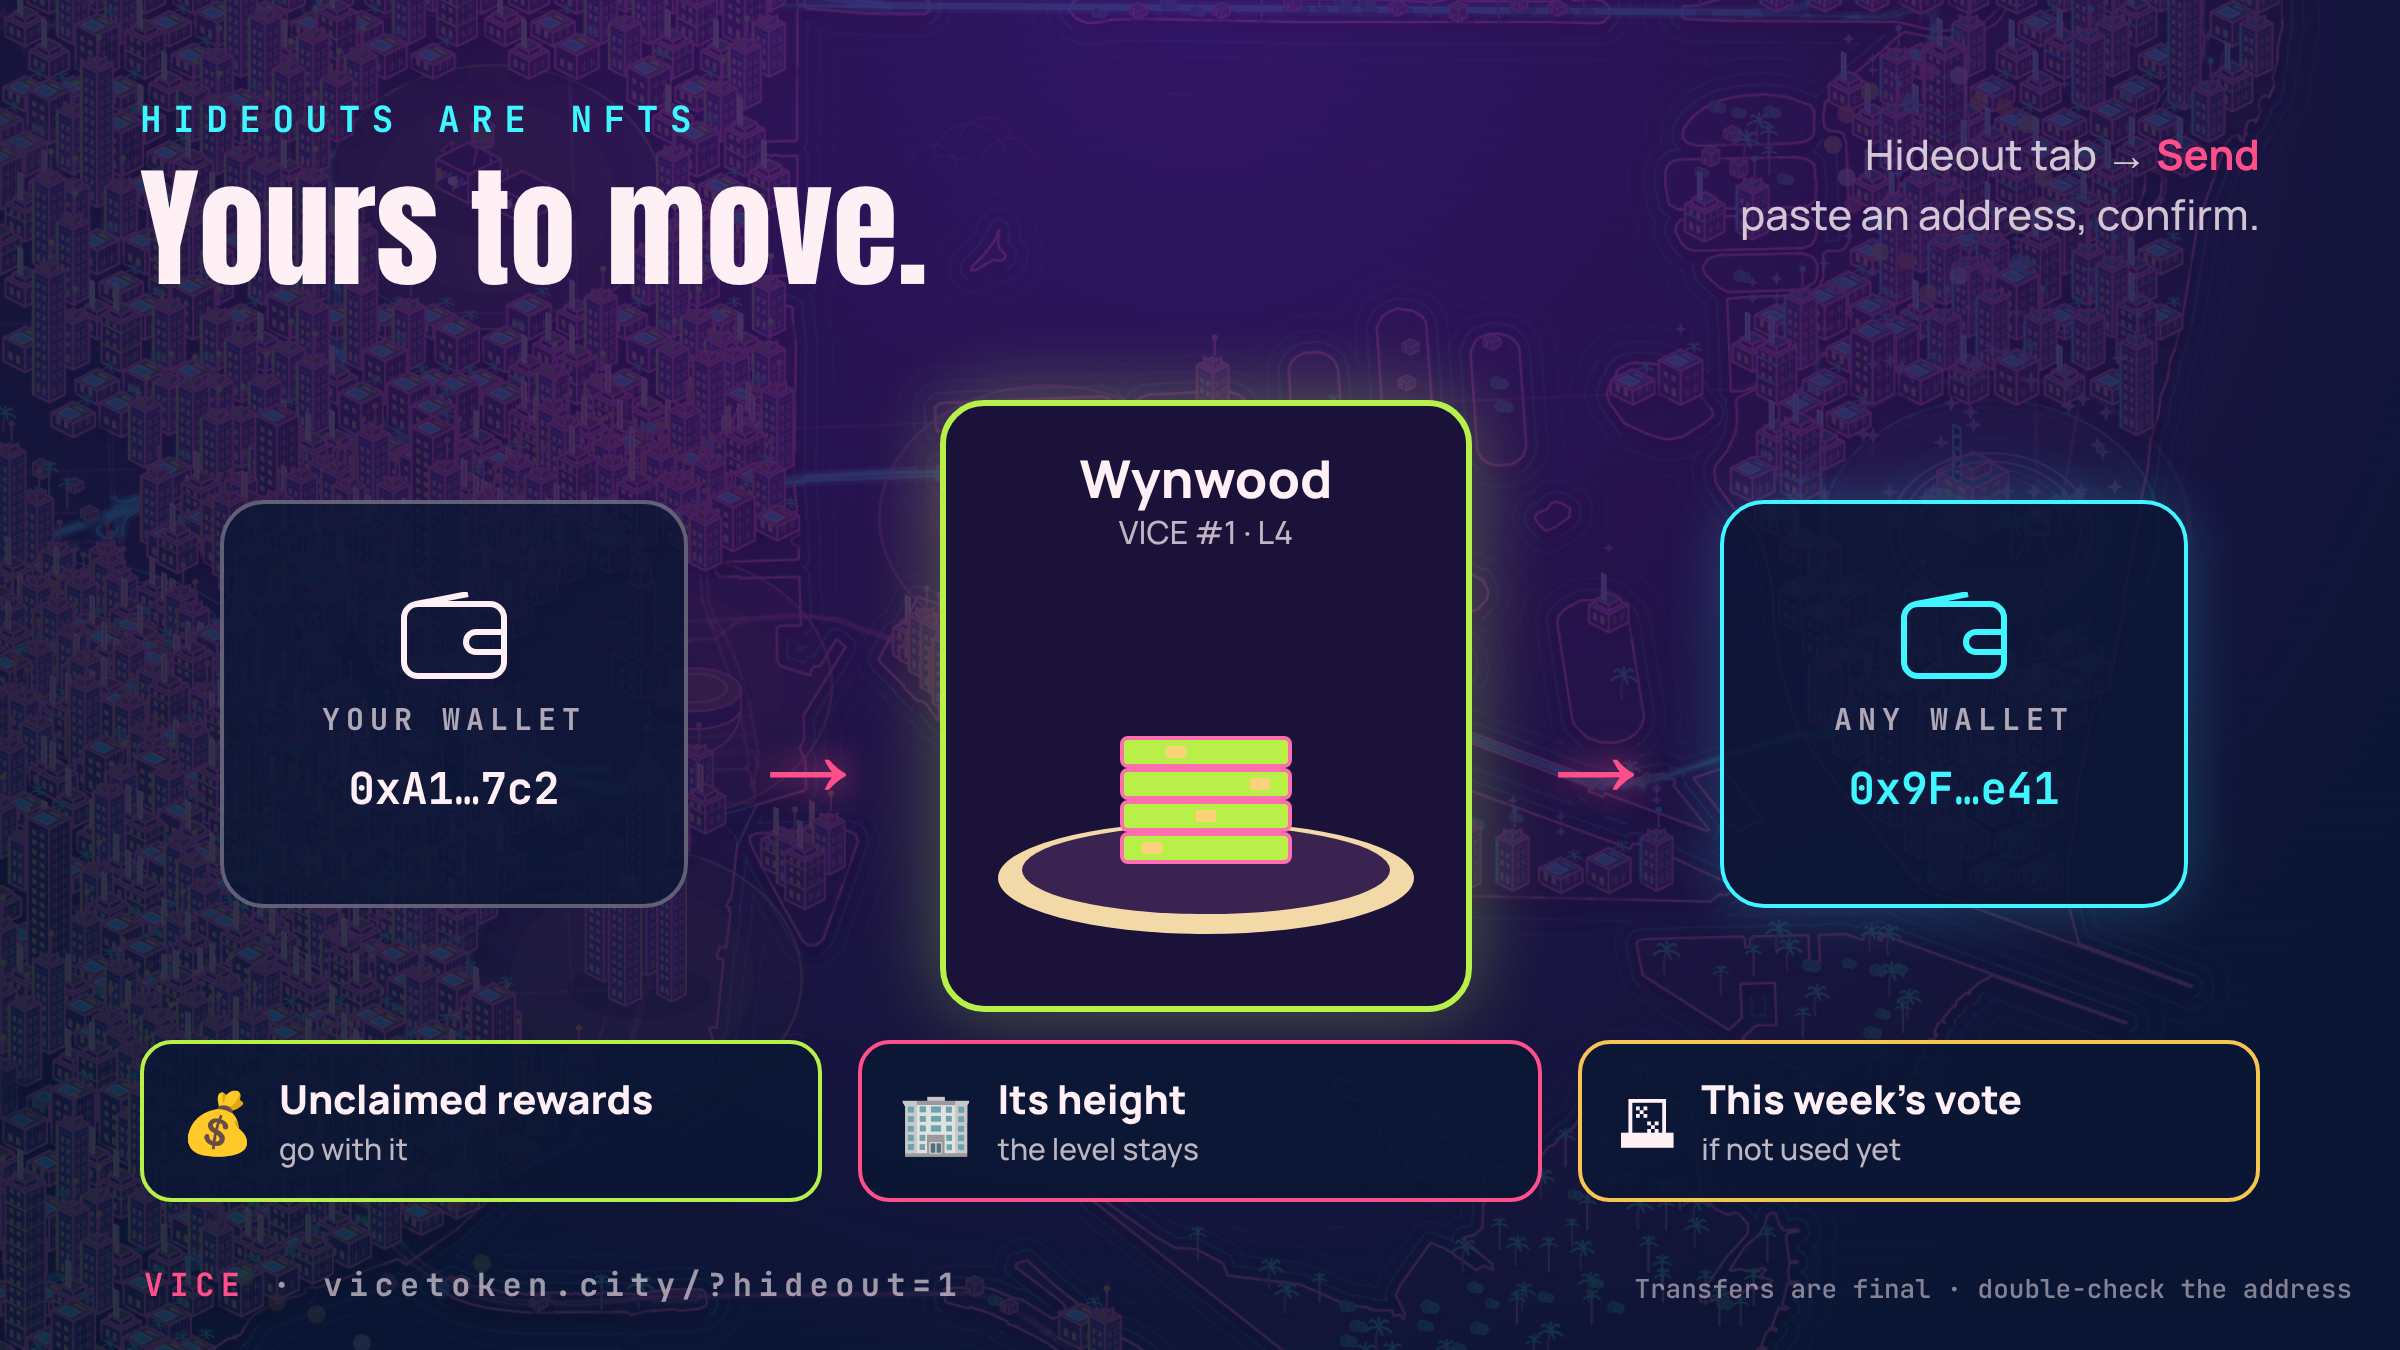 HIDEOUTS ARE NFTS
Yours to move.
Hideout tab → Send
paste an address, confirm.
Wynwood
VICE #1 · L4
YOUR WALLET
0xA1…7c2
→
→
ANY WALLET
0x9F…e41
Unclaimed rewards
go with it
Its height
the level stays
This week's vote
if not used yet
VICE · vicetoken.city/?hideout=1
Transfers are final · double-check the address